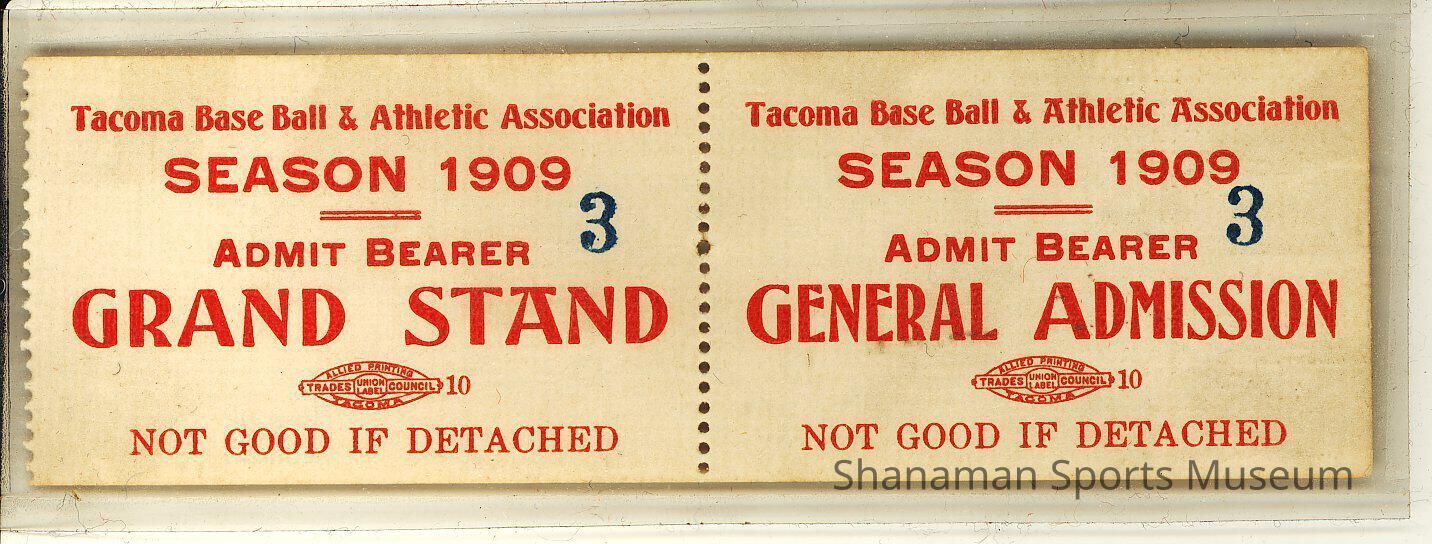 Tacoma Base Ball & Athletic Association
SEASON 1909
3
ADMIT BEARER
GRAND STAND
ALLIED PRINTING
TRADES UNION LABEL COUNCIL 10
TACOMA
NOT GOOD IF DETACHED
Tacoma Base Ball & Athletic Association
SEASON 1909
3
ADMIT BEARER
GENERAL ADMISSION
ALLIED PRINTING
TRADES UNION LABEL COUNCIL 10
TACOMA
NOT GOOD IF DETACHED
Shanaman Sports Museum